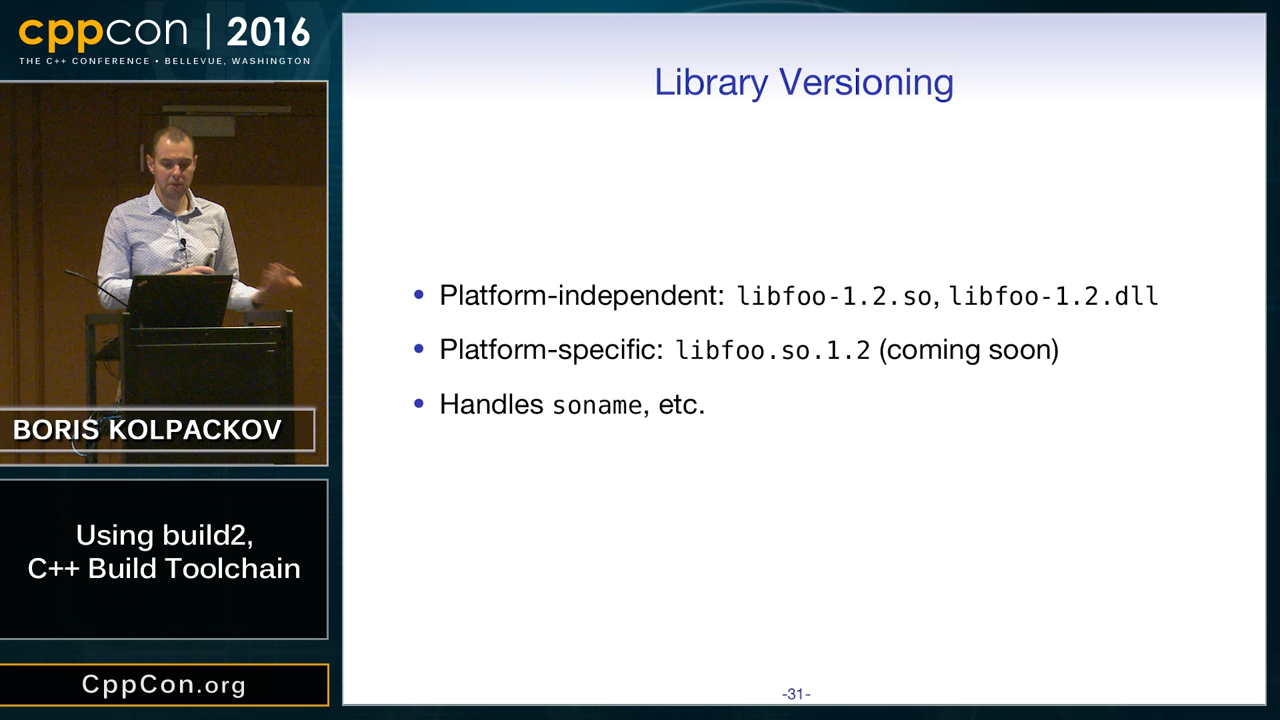 cppcon | 2016
THE C++ CONFERENCE • BELLEVUE, WASHINGTON
BORIS KOLPACKOV
Using build2,
C++ Build Toolchain
CppCon.org
Library Versioning
• Platform-independent: libfoo-1.2.so, libfoo-1.2.dll
• Platform-specific: libfoo.so.1.2 (coming soon)
• Handles soname, etc.
-31-